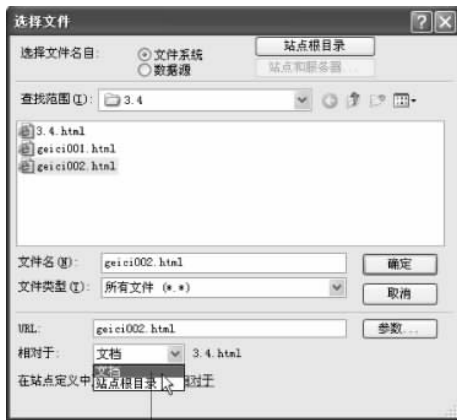 选择文件
选择文件名自: 文件系统 站点根目录
数据源 站点和服务器...
查找范围(I): 3.4
3.4.html
geici001.html
geici002.html
文件名(N): geici002.html 确定
文件类型(T): 所有文件 (*.*) 取消
URL: geici002.html 参数...
相对于: 文档 3.4.html
文档
在站点定义中 站点根目录 相对于